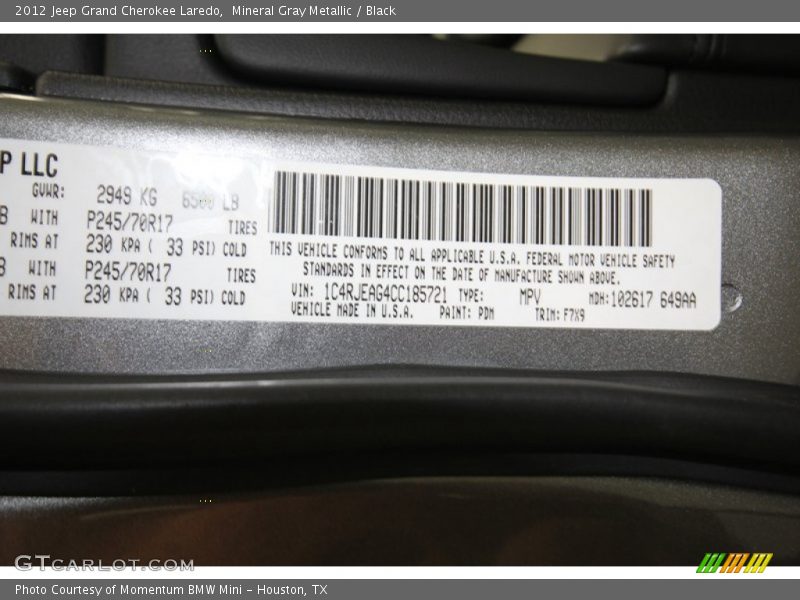 2012 Jeep Grand Cherokee Laredo, Mineral Gray Metallic / Black
P LLC
GVWR: 2949 KG 6500 LB
B WITH P245/70R17 TIRES
RIMS AT 230 KPA ( 33 PSI) COLD
B WITH P245/70R17 TIRES
RIMS AT 230 KPA ( 33 PSI) COLD
THIS VEHICLE CONFORMS TO ALL APPLICABLE U.S.A. FEDERAL MOTOR VEHICLE SAFETY
STANDARDS IN EFFECT ON THE DATE OF MANUFACTURE SHOWN ABOVE.
VIN: 1C4RJEAG4CC185721 TYPE: MPV MDH:102617 649AA
VEHICLE MADE IN U.S.A. PAINT: PDM TRIM: F7X9
GTCARLOT.COM
Photo Courtesy of Momentum BMW Mini - Houston, TX